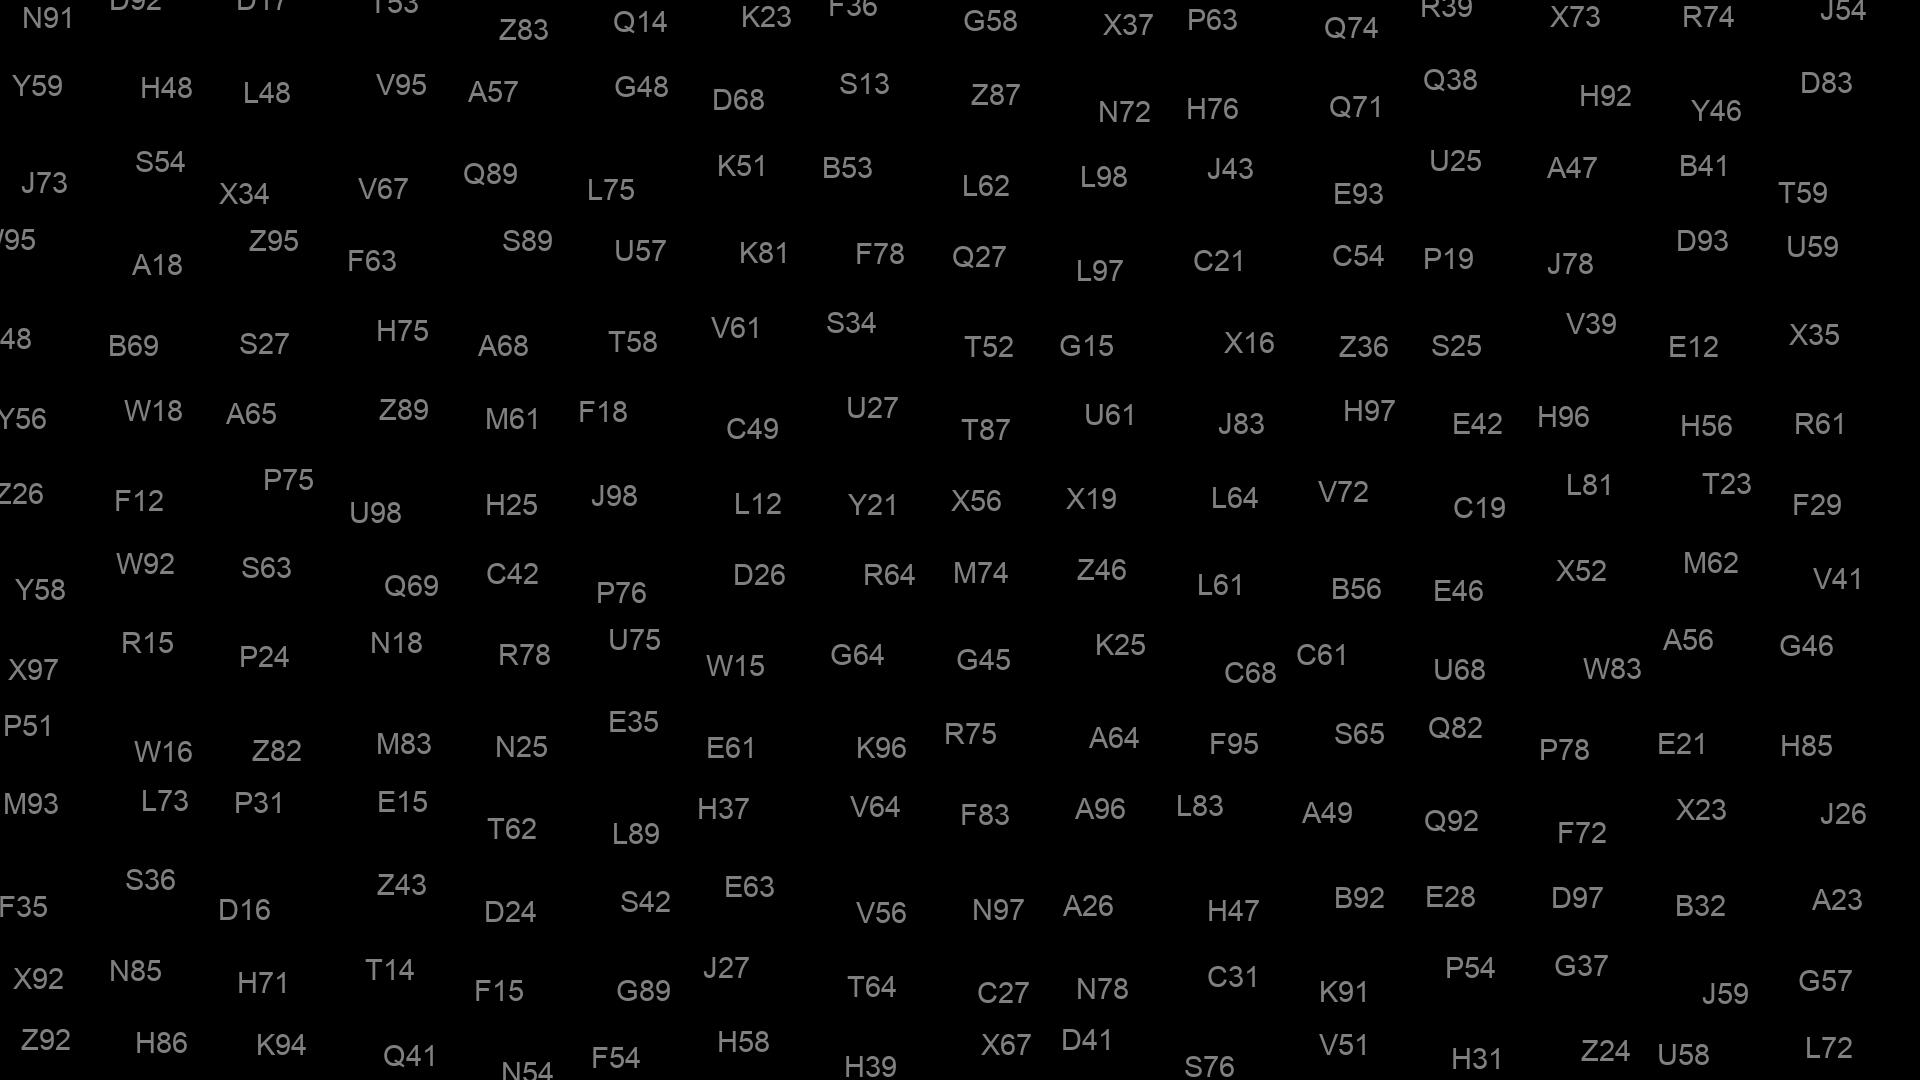 N91 D92 D17 T53 Z83 Q14 K23 F36 G58 X37 P63 Q74 R39 X73 R74 J54
Y59 H48 L48 V95 A57 G48 D68 S13 Z87 N72 H76 Q71 Q38 H92 Y46 D83
J73 S54 X34 V67 Q89 L75 K51 B53 L62 L98 J43 E93 U25 A47 B41 T59
95 A18 Z95 F63 S89 U57 K81 F78 Q27 L97 C21 C54 P19 J78 D93 U59
48 B69 S27 H75 A68 T58 V61 S34 T52 G15 X16 Z36 S25 V39 E12 X35
Y56 W18 A65 Z89 M61 F18 C49 U27 T87 U61 J83 H97 E42 H96 H56 R61
Z26 F12 P75 U98 H25 J98 L12 Y21 X56 X19 L64 V72 C19 L81 T23 F29
Y58 W92 S63 Q69 C42 P76 D26 R64 M74 Z46 L61 B56 E46 X52 M62 V41
X97 R15 P24 N18 R78 U75 W15 G64 G45 K25 C68 C61 U68 W83 A56 G46
P51 W16 Z82 M83 N25 E35 E61 K96 R75 A64 F95 S65 Q82 P78 E21 H85
M93 L73 P31 E15 T62 L89 H37 V64 F83 A96 L83 A49 Q92 F72 X23 J26
F35 S36 D16 Z43 D24 S42 E63 V56 N97 A26 H47 B92 E28 D97 B32 A23
X92 N85 H71 T14 F15 G89 J27 T64 C27 N78 C31 K91 P54 G37 J59 G57
Z92 H86 K94 Q41 N54 F54 H58 H39 X67 D41 S76 V51 H31 Z24 U58 L72